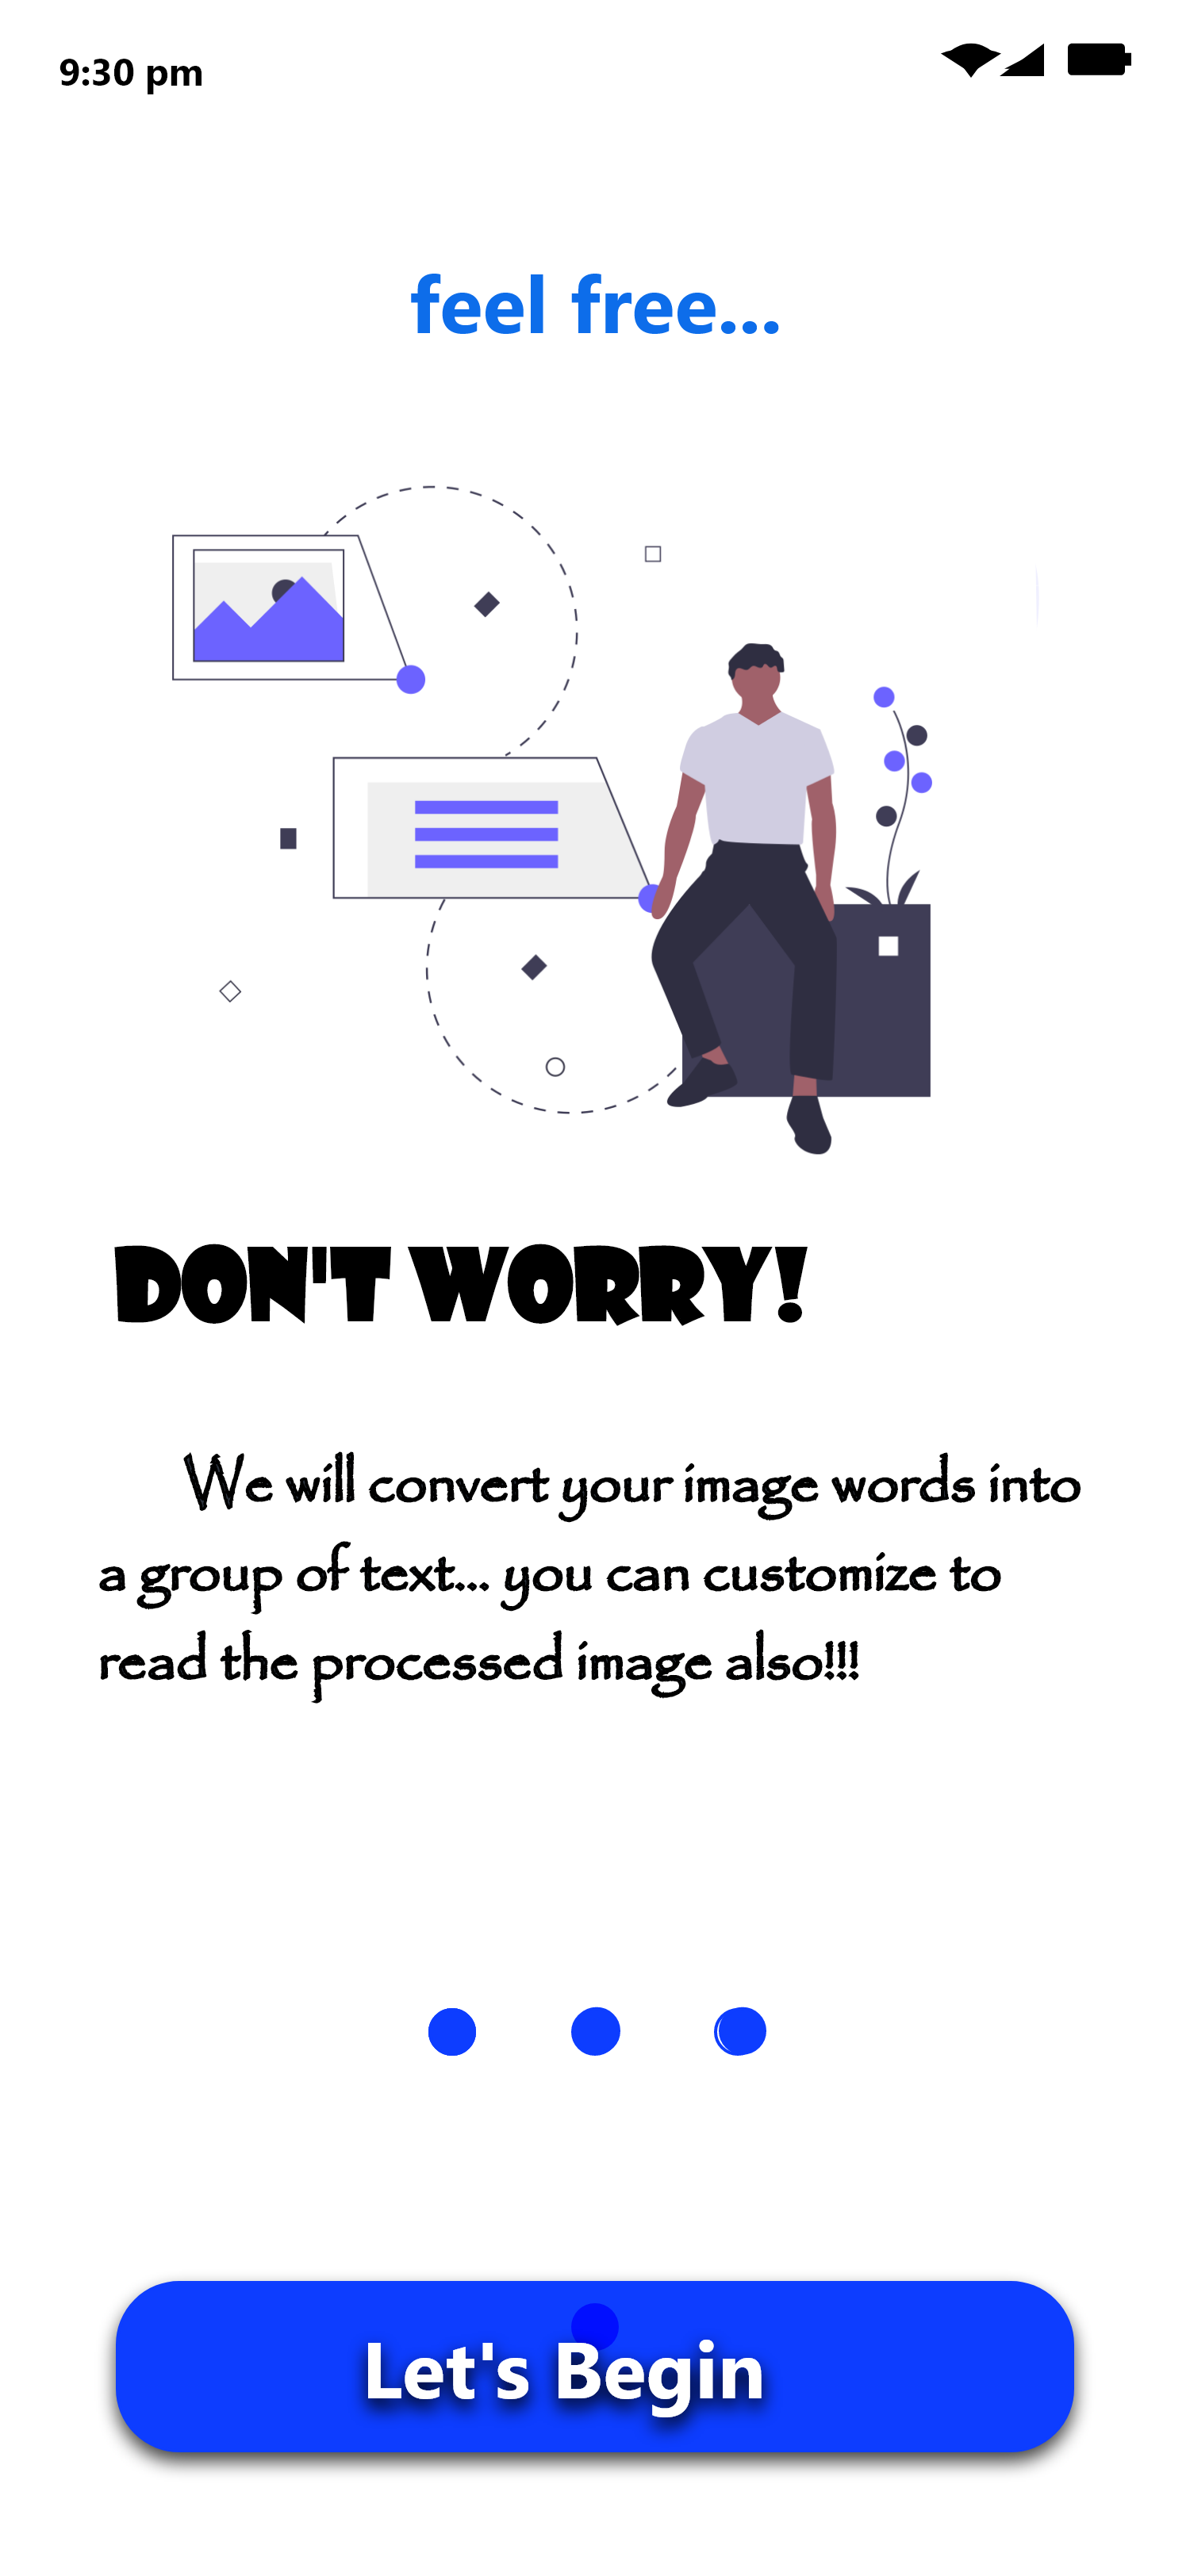 9:30 pm
feel free...
DON'T WORRY!
We will convert your image words into
a group of text... you can customize to
read the processed image also!!!
Let's Begin